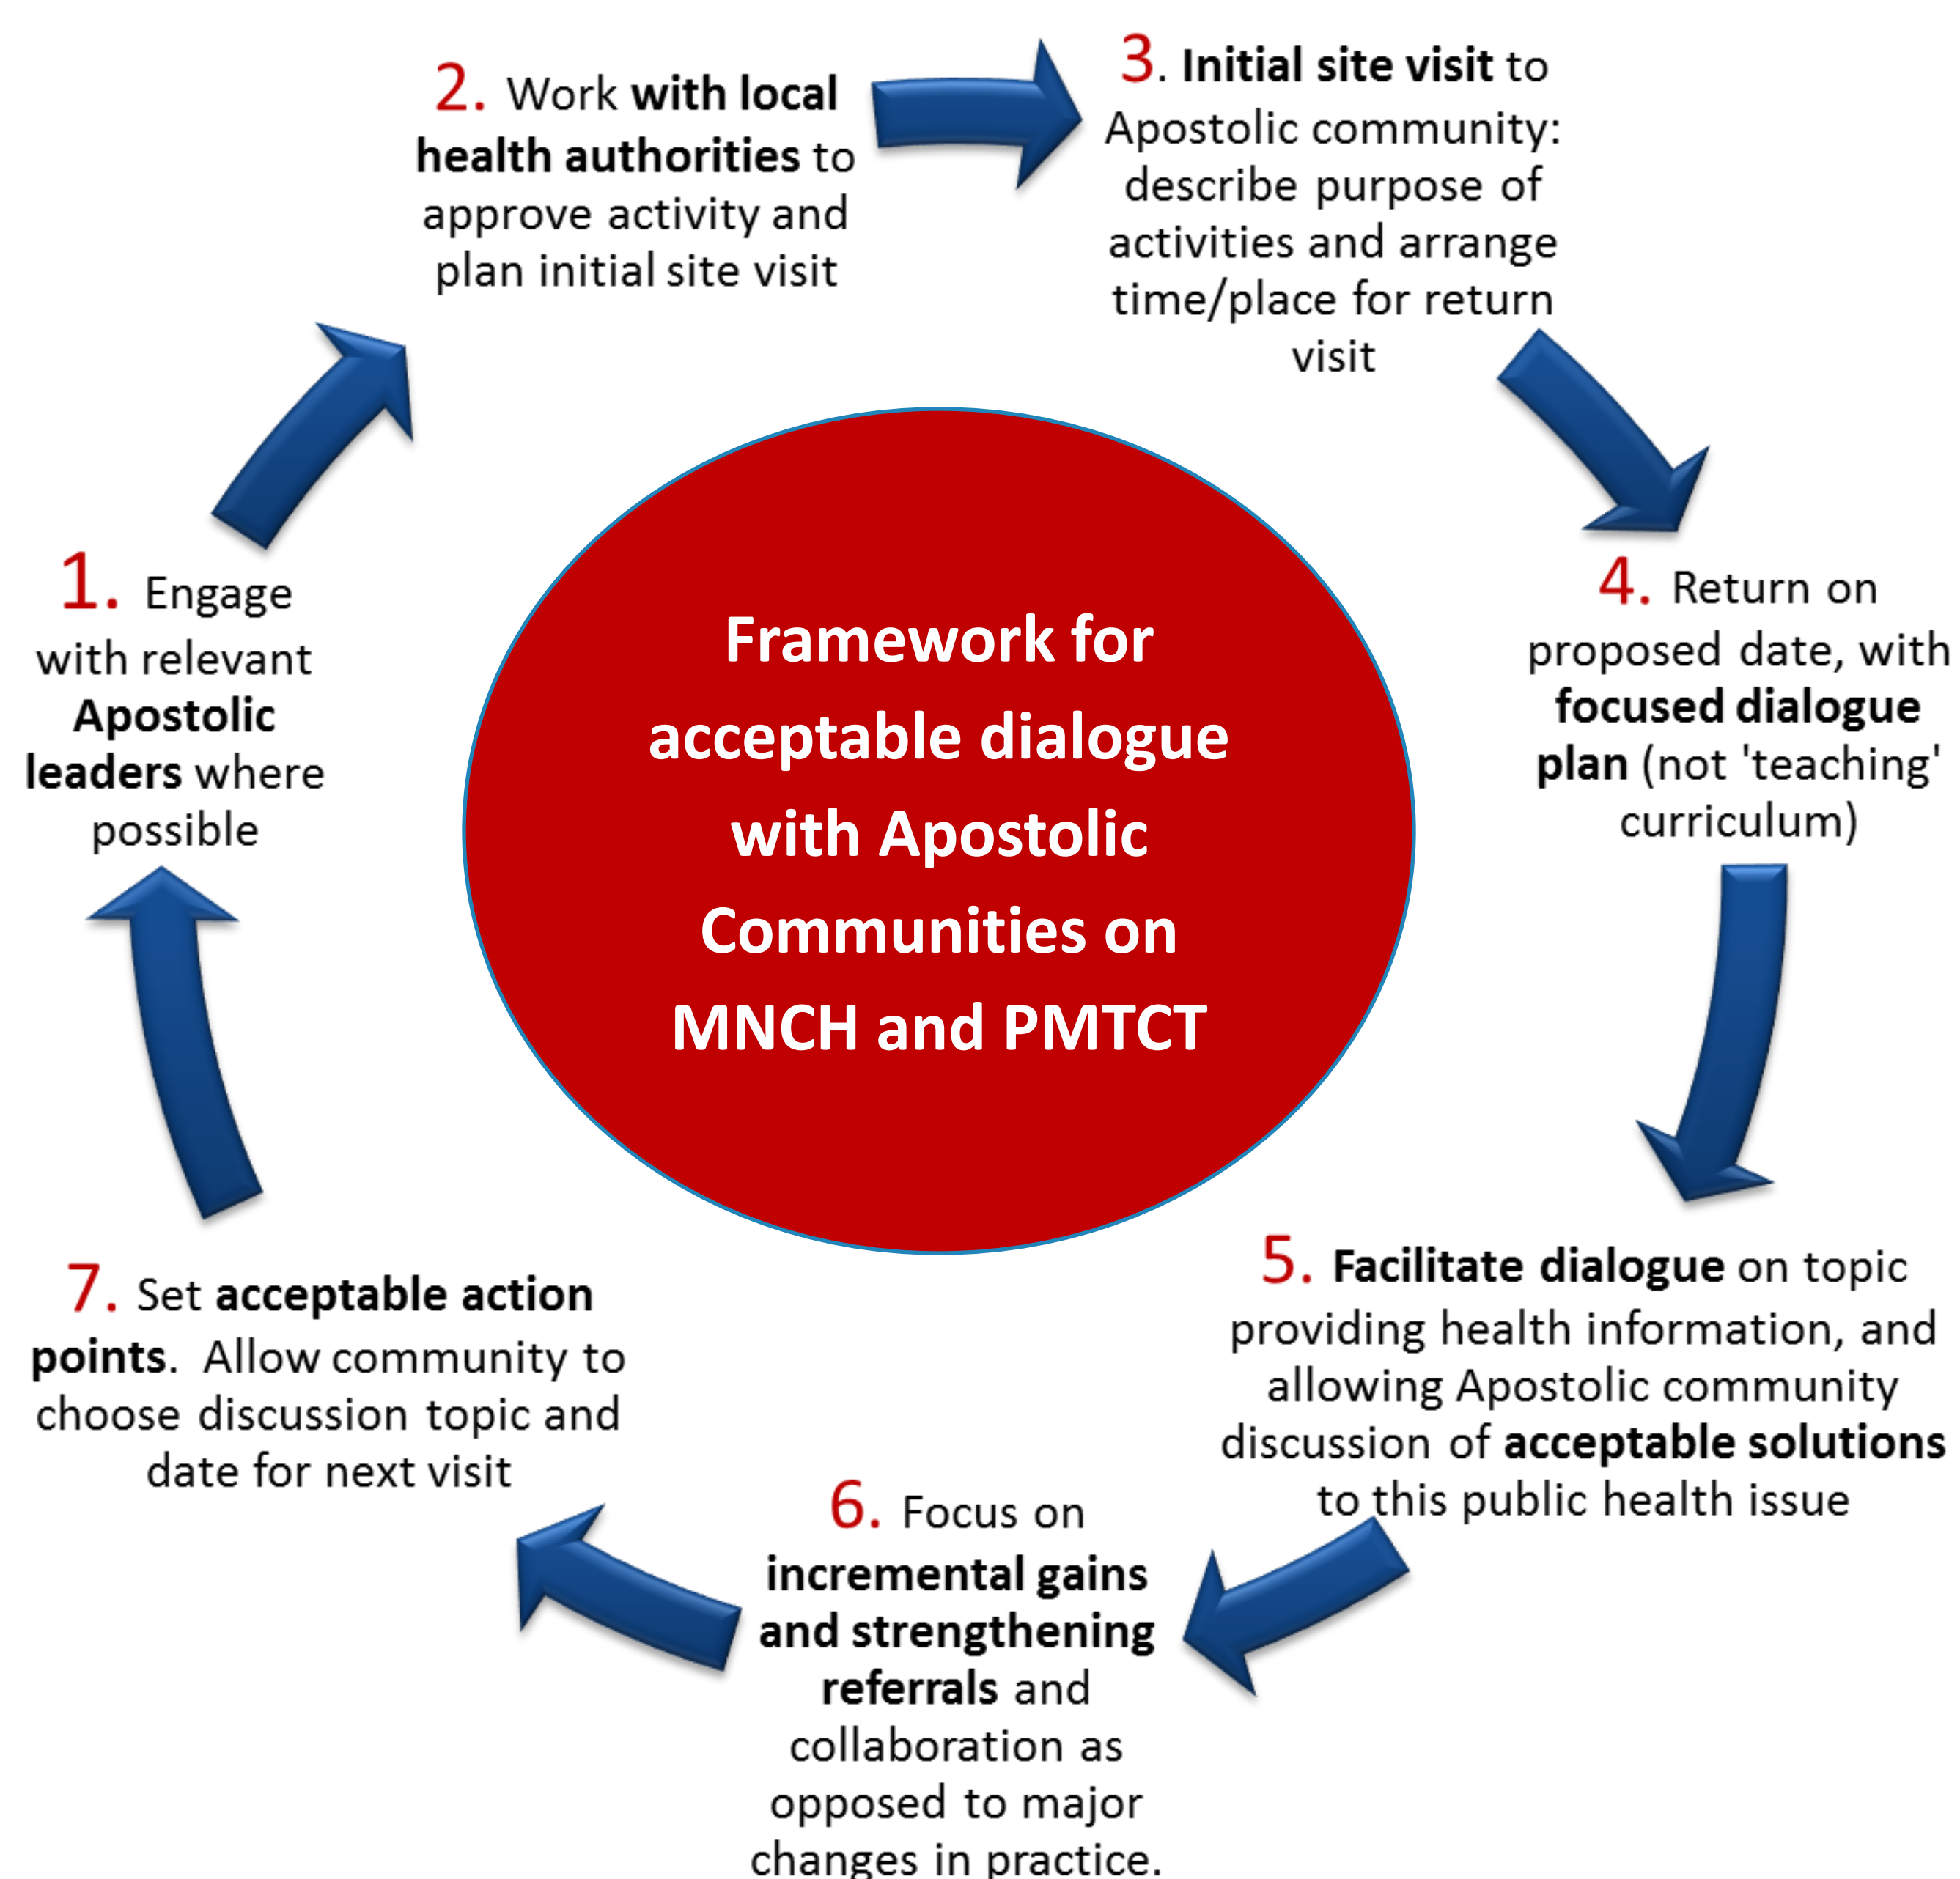 1. Engage
with relevant
Apostolic
leaders where
possible
2. Work with local
health authorities to
approve activity and
plan initial site visit
3. Initial site visit to
Apostolic community:
describe purpose of
activities and arrange
time/place for return
visit
4. Return on
proposed date, with
focused dialogue
plan (not 'teaching'
curriculum)
5. Facilitate dialogue on topic
providing health information, and
allowing Apostolic community
discussion of acceptable solutions
to this public health issue
6. Focus on
incremental gains
and strengthening
referrals and
collaboration as
opposed to major
changes in practice.
7. Set acceptable action
points. Allow community to
choose discussion topic and
date for next visit
Framework for
acceptable dialogue
with Apostolic
Communities on
MNCH and PMTCT